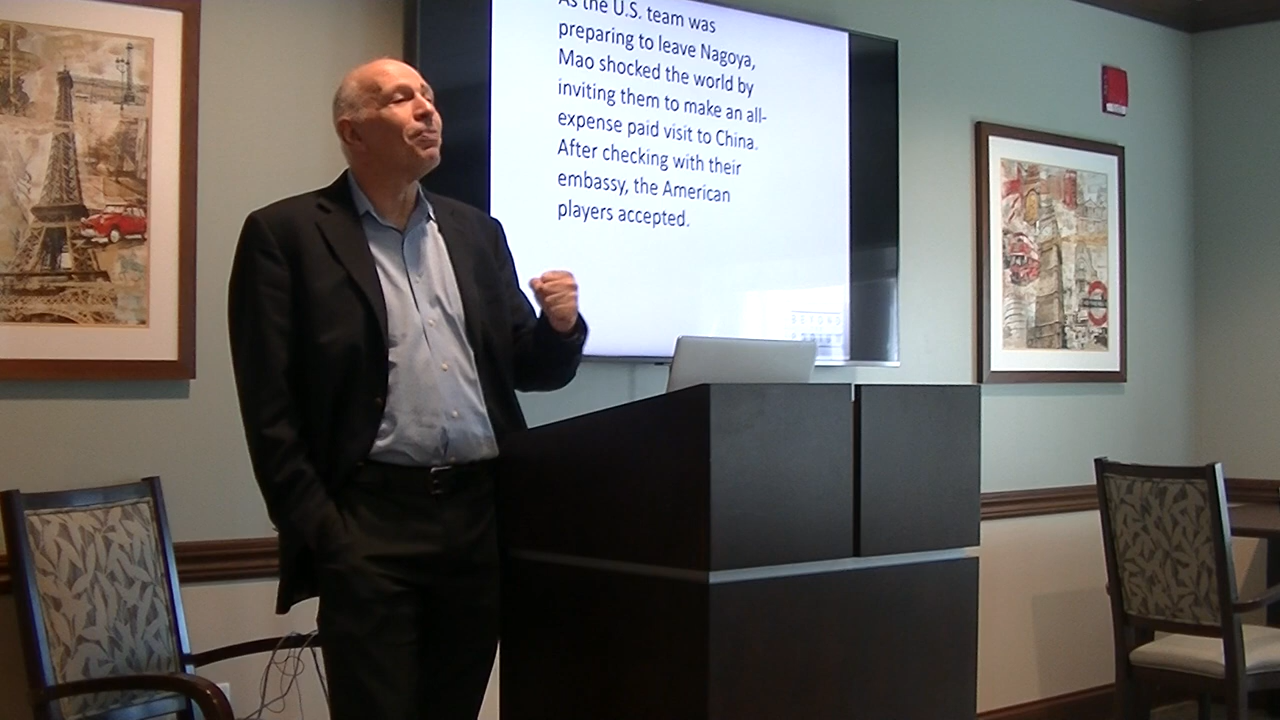 As the U.S. team was
preparing to leave Nagoya,
Mao shocked the world by
inviting them to make an all-
expense paid visit to China.
After checking with their
embassy, the American
players accepted.